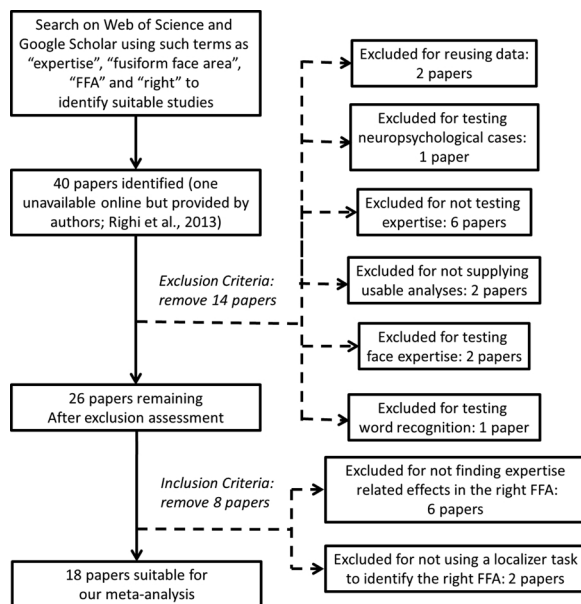 Search on Web of Science and
Google Scholar using such terms as
“expertise”, “fusiform face area”,
“FFA” and “right” to
identify suitable studies
40 papers identified (one
unavailable online but provided by
authors; Righi et al., 2013)
Exclusion Criteria:
remove 14 papers
Excluded for reusing data:
2 papers
Excluded for testing
neuropsychological cases:
1 paper
Excluded for not testing
expertise: 6 papers
Excluded for not supplying
usable analyses: 2 papers
Excluded for testing
face expertise: 2 papers
Excluded for testing
word recognition: 1 paper
26 papers remaining
After exclusion assessment
Inclusion Criteria:
remove 8 papers
Excluded for not finding expertise
related effects in the right FFA:
6 papers
Excluded for not using a localizer task
to identify the right FFA: 2 papers
18 papers suitable for
our meta-analysis